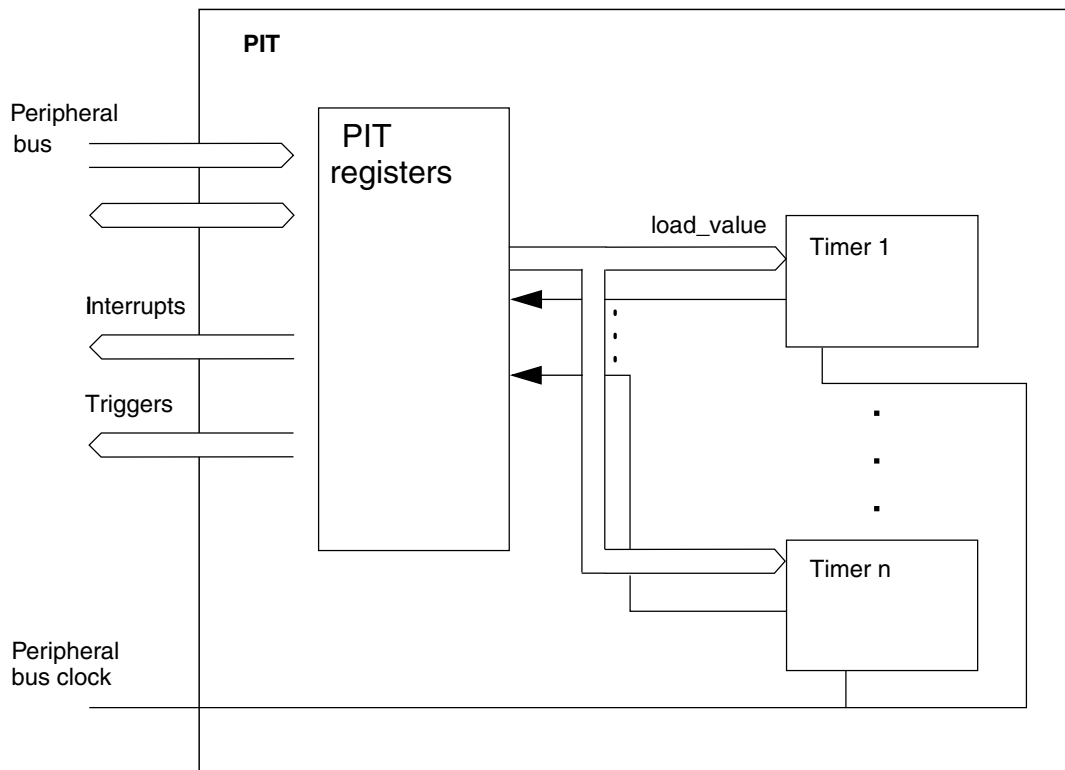 PIT
Peripheral
bus
PIT
registers
load_value
Timer 1
Interrupts
Triggers
Timer n
Peripheral
bus clock